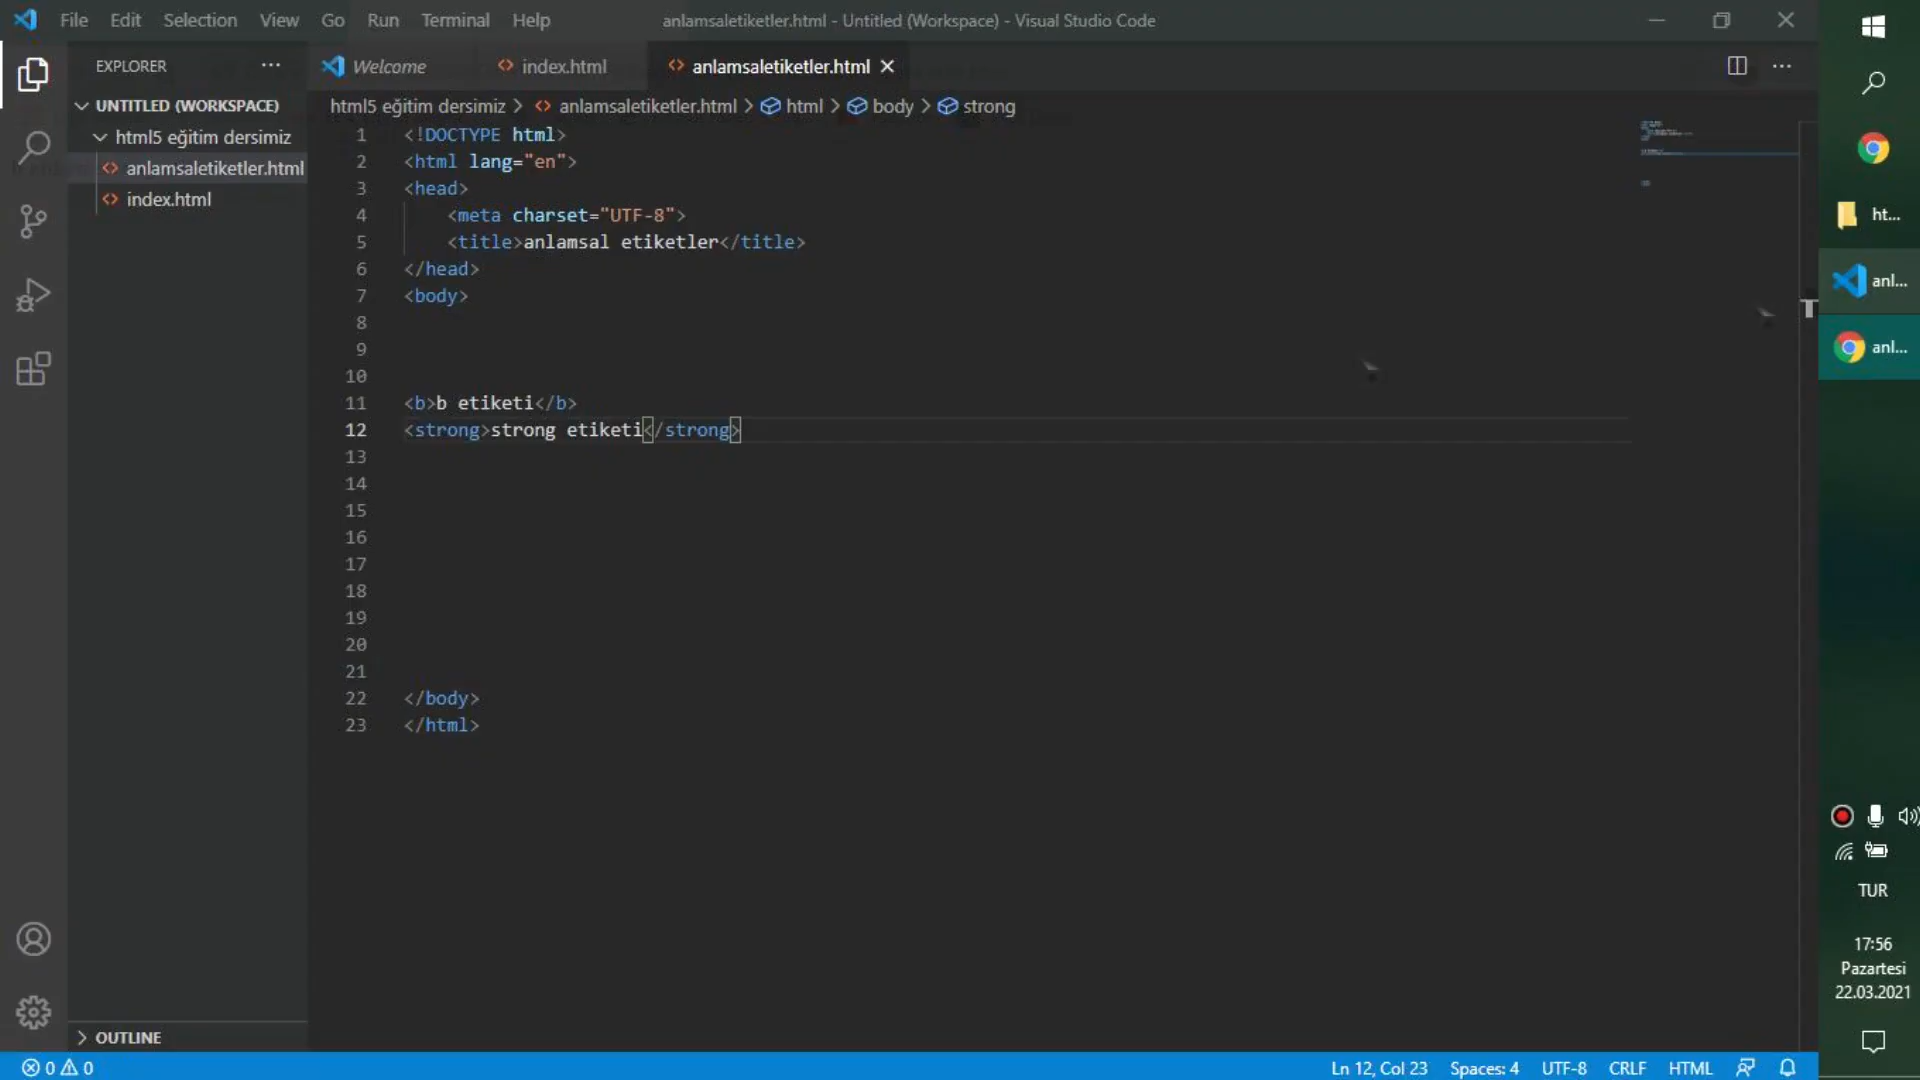 File Edit Selection View Go Run Terminal Help
anlamsaletiketler.html - Untitled (Workspace) - Visual Studio Code
EXPLORER
UNTITLED (WORKSPACE)
html5 eğitim dersimiz
anlamsaletiketler.html
index.html
OUTLINE
Welcome index.html anlamsaletiketler.html
html5 eğitim dersimiz > anlamsaletiketler.html > html > body > strong
1 <!DOCTYPE html>
2 <html lang="en">
3 <head>
4 <meta charset="UTF-8">
5 <title>anlamsal etiketler</title>
6 </head>
7 <body>
8
9
10
11 <b>b etiketi</b>
12 <strong>strong etiketi</strong>
13
14
15
16
17
18
19
20
21
22 </body>
23 </html>
0 0
Ln 12, Col 23 Spaces: 4 UTF-8 CRLF HTML
ht...
anl...
anl...
TUR
17:56
Pazartesi
22.03.2021